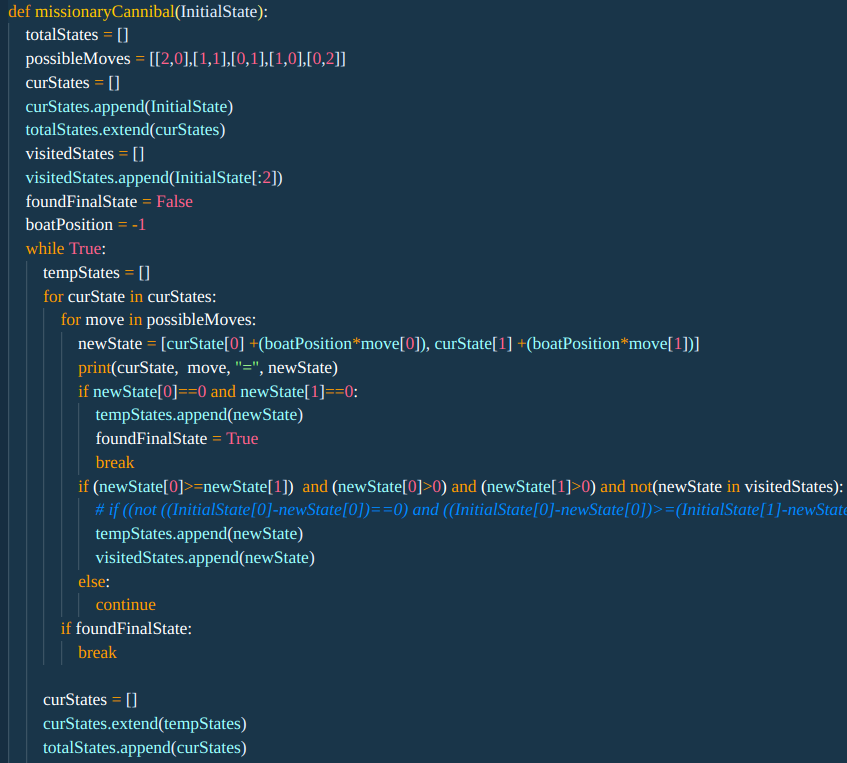 def missionaryCannibal(InitialState):
totalStates = []
possibleMoves = [[2,0],[1,1],[0,1],[1,0],[0,2]]
curStates = []
curStates.append(InitialState)
totalStates.extend(curStates)
visitedStates = []
visitedStates.append(InitialState[:2])
foundFinalState = False
boatPosition = -1
while True:
tempStates = []
for curState in curStates:
for move in possibleMoves:
newState = [curState[0] +(boatPosition*move[0]), curState[1] +(boatPosition*move[1])]
print(curState,  move, "=", newState)
if newState[0]==0 and newState[1]==0:
tempStates.append(newState)
foundFinalState = True
break
if (newState[0]>=newState[1])  and (newState[0]>0) and (newState[1]>0) and not(newState in visitedStates):
# if ((not ((InitialState[0]-newState[0])==0) and ((InitialState[0]-newState[0])>=(InitialState[1]-newState
tempStates.append(newState)
visitedStates.append(newState)
else:
continue
if foundFinalState:
break
curStates = []
curStates.extend(tempStates)
totalStates.append(curStates)